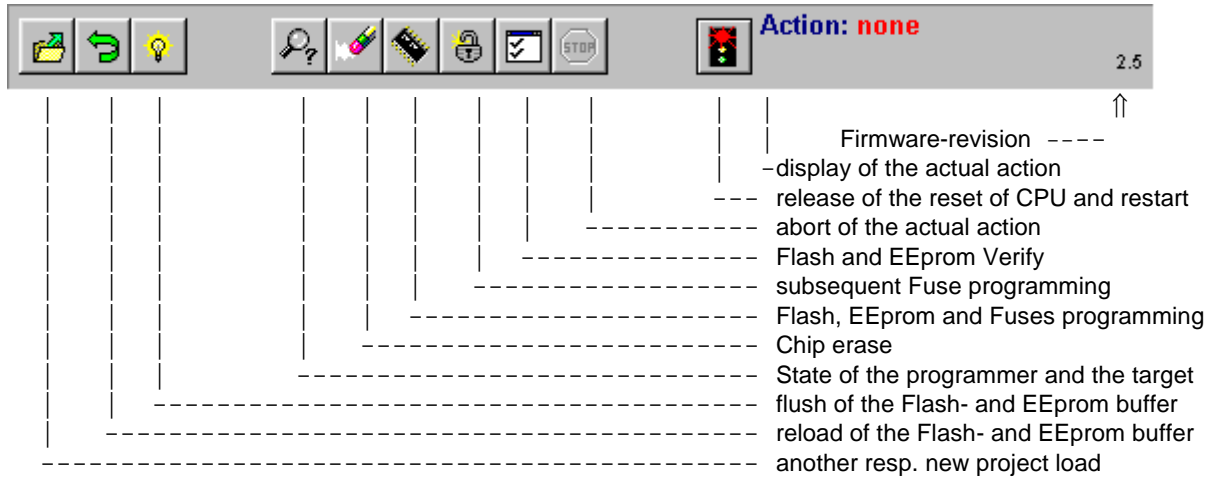 Action: none
STOP
2.5
Firmware-revision
display of the actual action
release of the reset of CPU and restart
abort of the actual action
Flash and EEprom Verify
subsequent Fuse programming
Flash, EEprom and Fuses programming
Chip erase
State of the programmer and the target
flush of the Flash- and EEprom buffer
reload of the Flash- and EEprom buffer
another resp. new project load